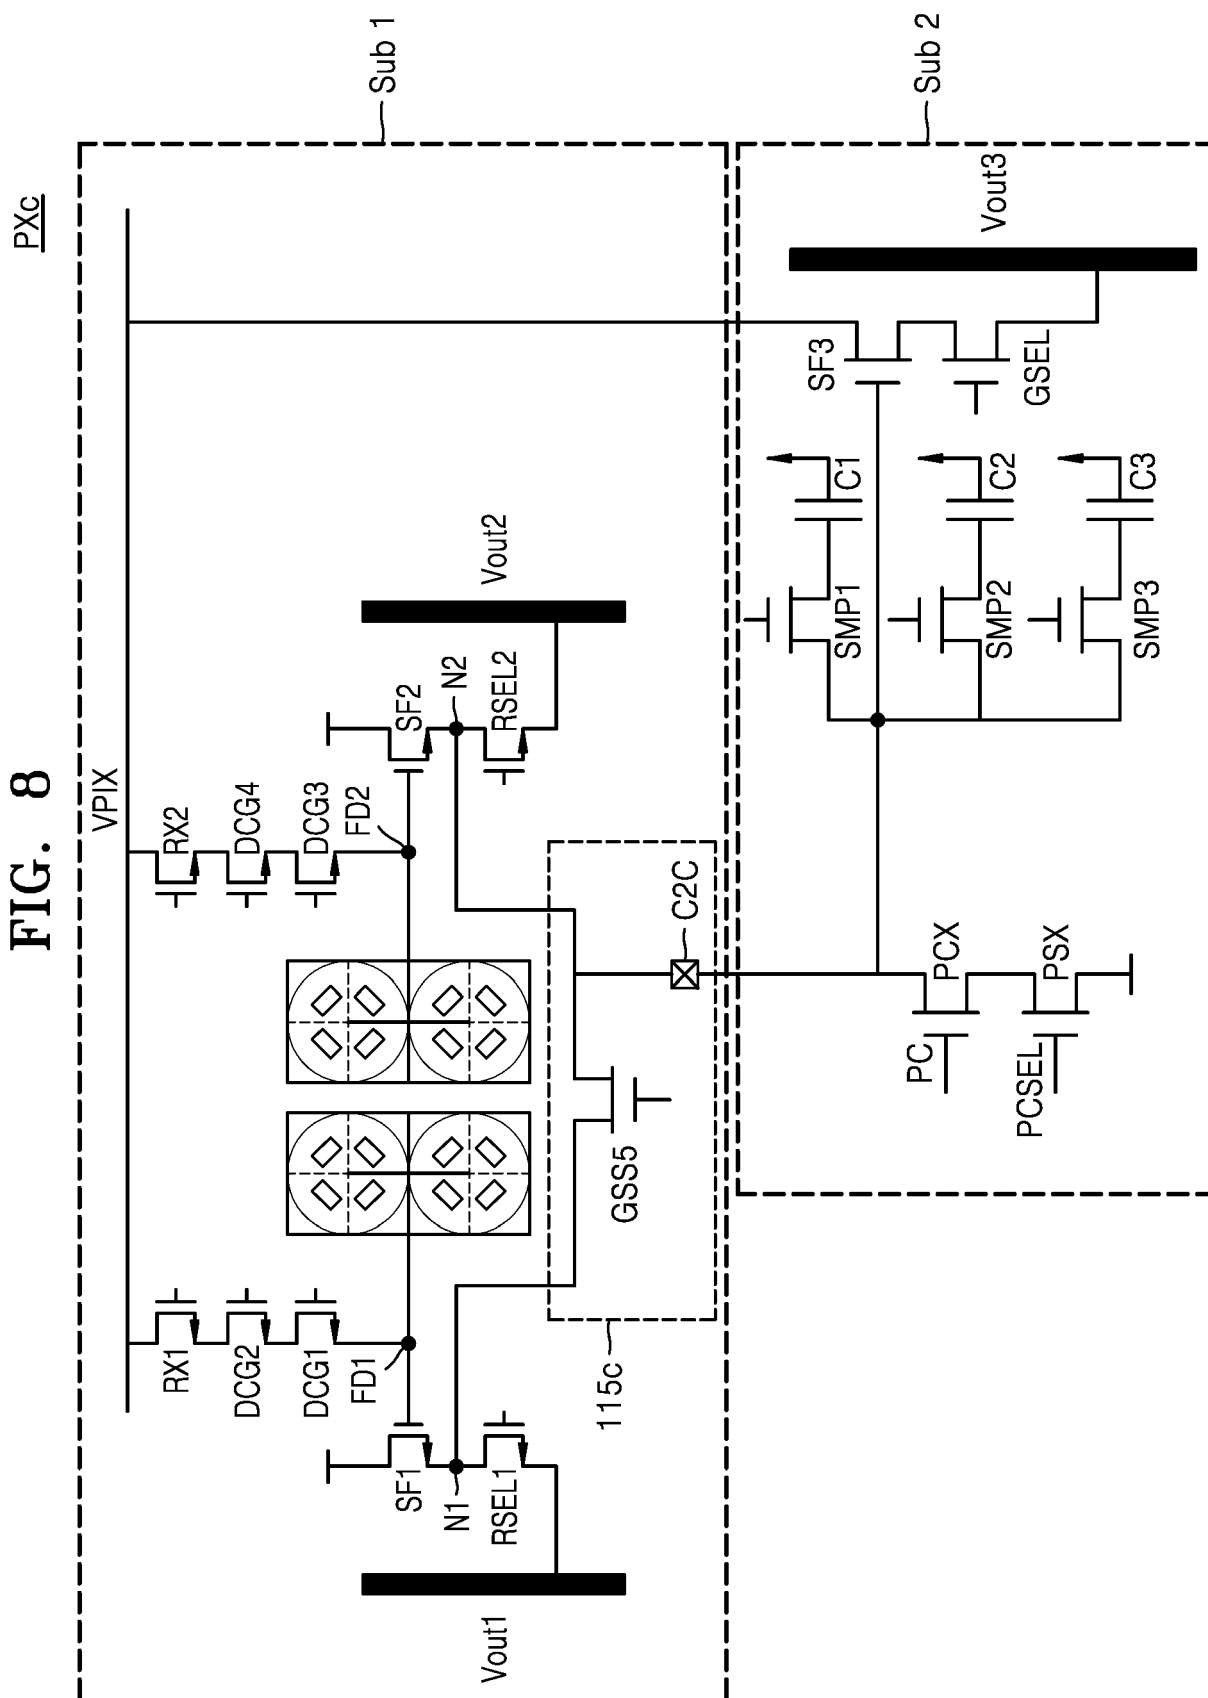 FIG. 8
PXc
Sub 1
VPIX
RX1
DCG2
DCG1
FD1
RX2
DCG4
DCG3
FD2
SF1
N1
RSEL1
Vout1
SF2
N2
RSEL2
Vout2
115c
GSS5
C2C
Sub 2
PC
PCX
PCSEL
PSX
SMP1
C1
SMP2
C2
SMP3
C3
SF3
GSEL
Vout3